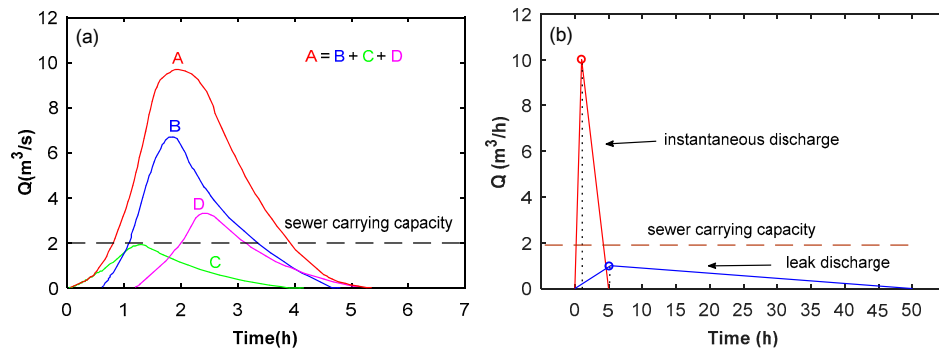 (a)
A = B + C + D
A
B
D
C
sewer carrying capacity
Q(m³/s)
12
10
8
6
4
2
0
0 1 2 3 4 5 6 7
Time(h)
(b)
instantaneous discharge
sewer carrying capacity
leak discharge
Q (m³/h)
12
10
8
6
4
2
0
0 5 10 15 20 25 30 35 40 45 50
Time (h)